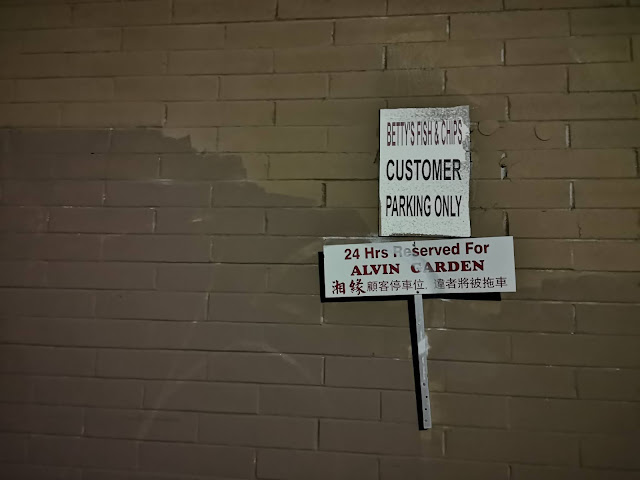 BETTY'S FISH & CHIPS
CUSTOMER
PARKING ONLY
24 Hrs Reserved For
ALVIN GARDEN
湘緣 顧客停車位, 違者將被拖車